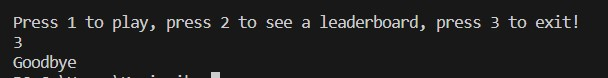 Press 1 to play, press 2 to see a leaderboard, press 3 to exit!
3
Goodbye